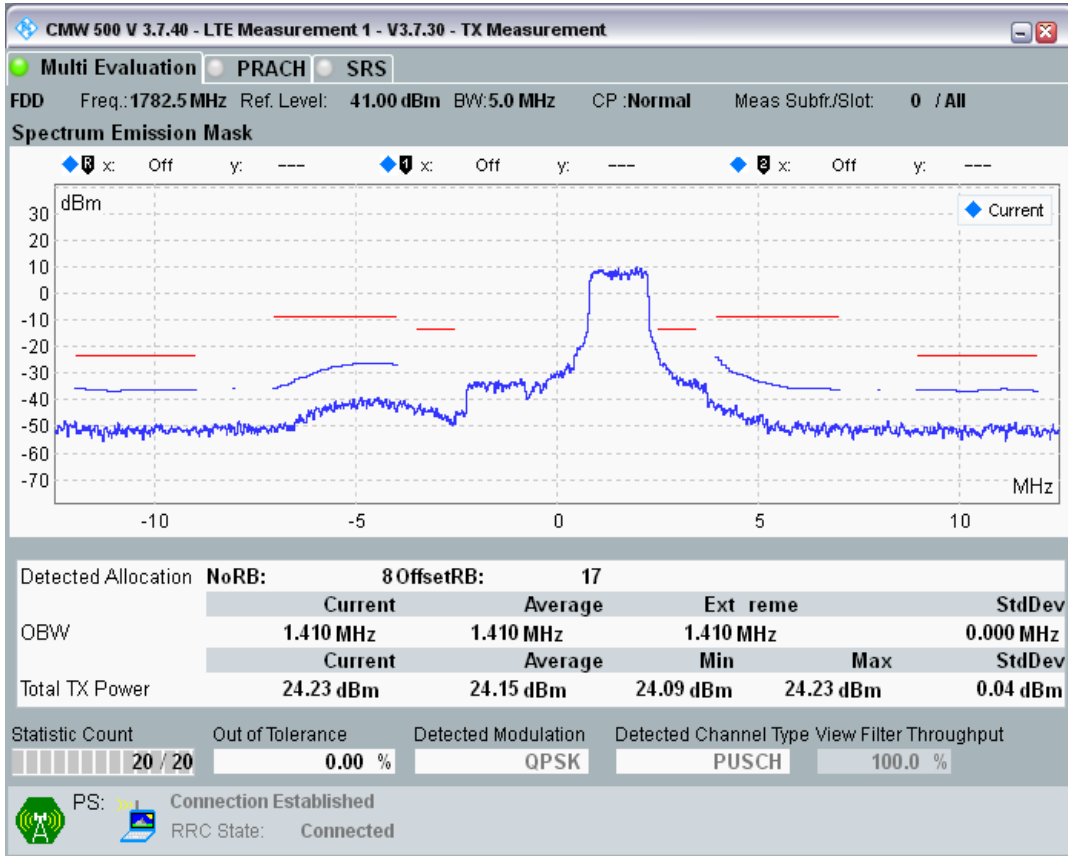 CMW 500 V 3.7.40 - LTE Measurement 1 - V3.7.30 - TX Measurement
Multi Evaluation PRACH SRS
FDD Freq.:1782.5 MHz Ref. Level: 41.00 dBm BW:5.0 MHz CP :Normal Meas Subfr./Slot: 0 / All
Spectrum Emission Mask
R x: Off y: --- 1 x: Off y: --- 2 x: Off y: ---
dBm
Current
30
20
10
0
-10
-20
-30
-40
-50
-60
-70
MHz
-10 -5 0 5 10
Detected Allocation NoRB: 8 OffsetRB: 17
Current Average Ext reme StdDev
OBW 1.410 MHz 1.410 MHz 1.410 MHz 0.000 MHz
Current Average Min Max StdDev
Total TX Power 24.23 dBm 24.15 dBm 24.09 dBm 24.23 dBm 0.04 dBm
Statistic Count Out of Tolerance Detected Modulation Detected Channel Type View Filter Throughput
20 / 20 0.00 % QPSK PUSCH 100.0 %
PS: Connection Established
RRC State: Connected